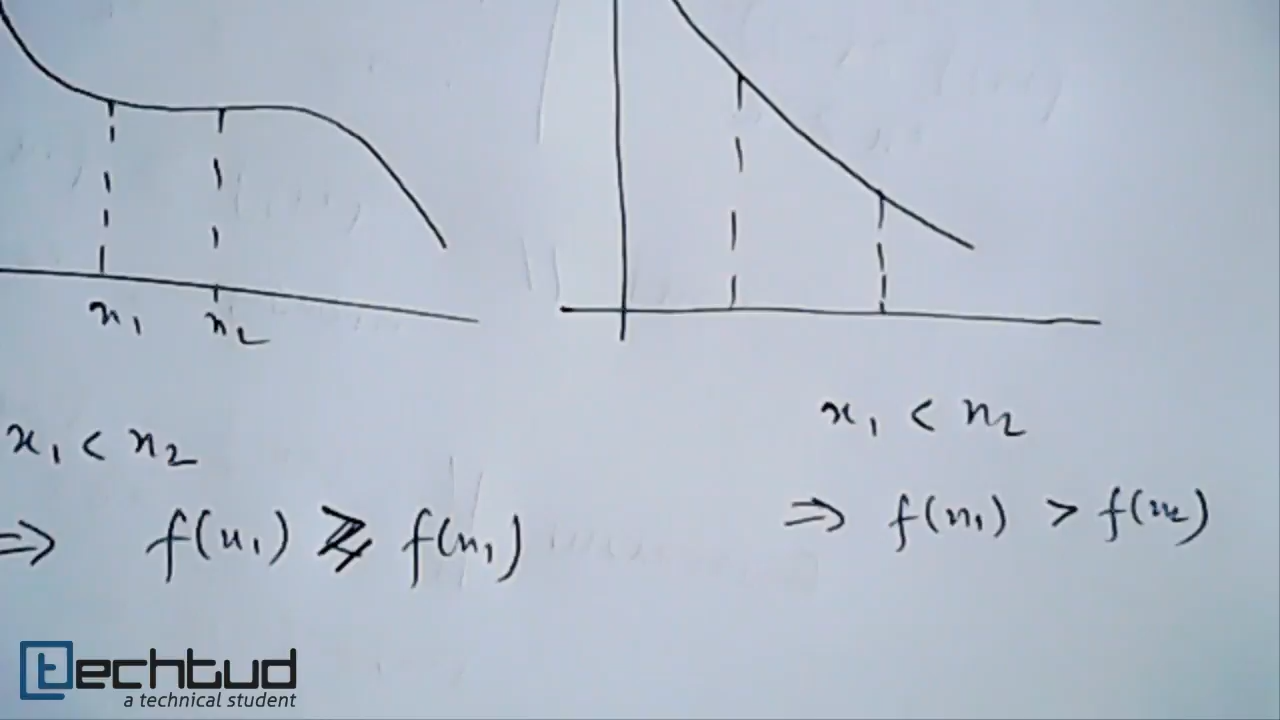 x₁ x₂
x₁ < x₂
⇒ f(x₁) ≥ f(x₁)
x₁ < x₂
⇒ f(x₁) > f(x₂)
techtud
a technical student